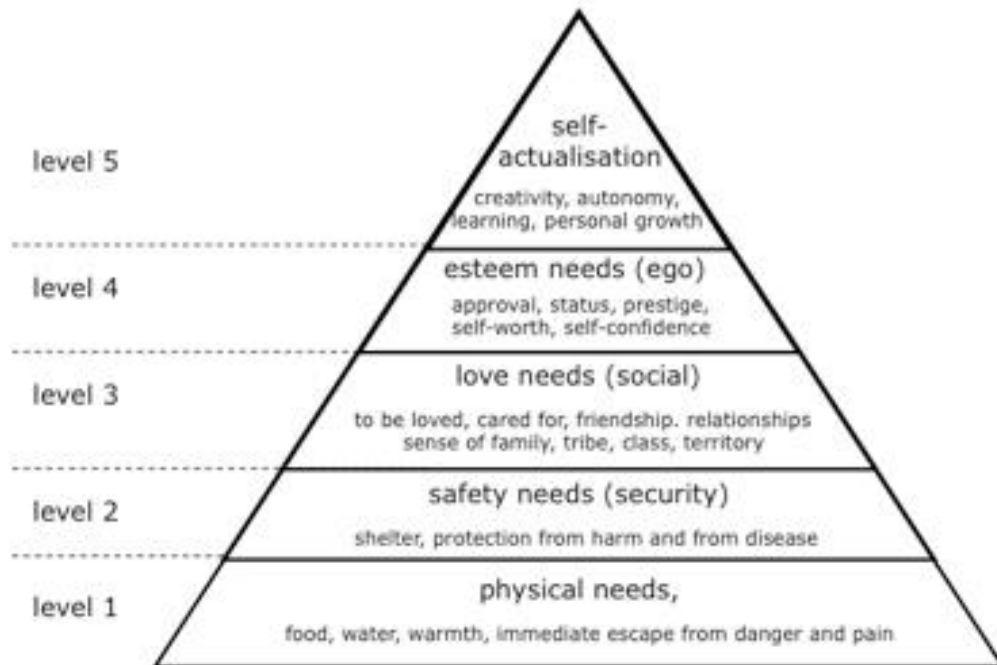 level 5
self-
actualisation
creativity, autonomy,
learning, personal growth
level 4
esteem needs (ego)
approval, status, prestige,
self-worth, self-confidence
level 3
love needs (social)
to be loved, cared for, friendship. relationships
sense of family, tribe, class, territory
level 2
safety needs (security)
shelter, protection from harm and from disease
level 1
physical needs,
food, water, warmth, immediate escape from danger and pain